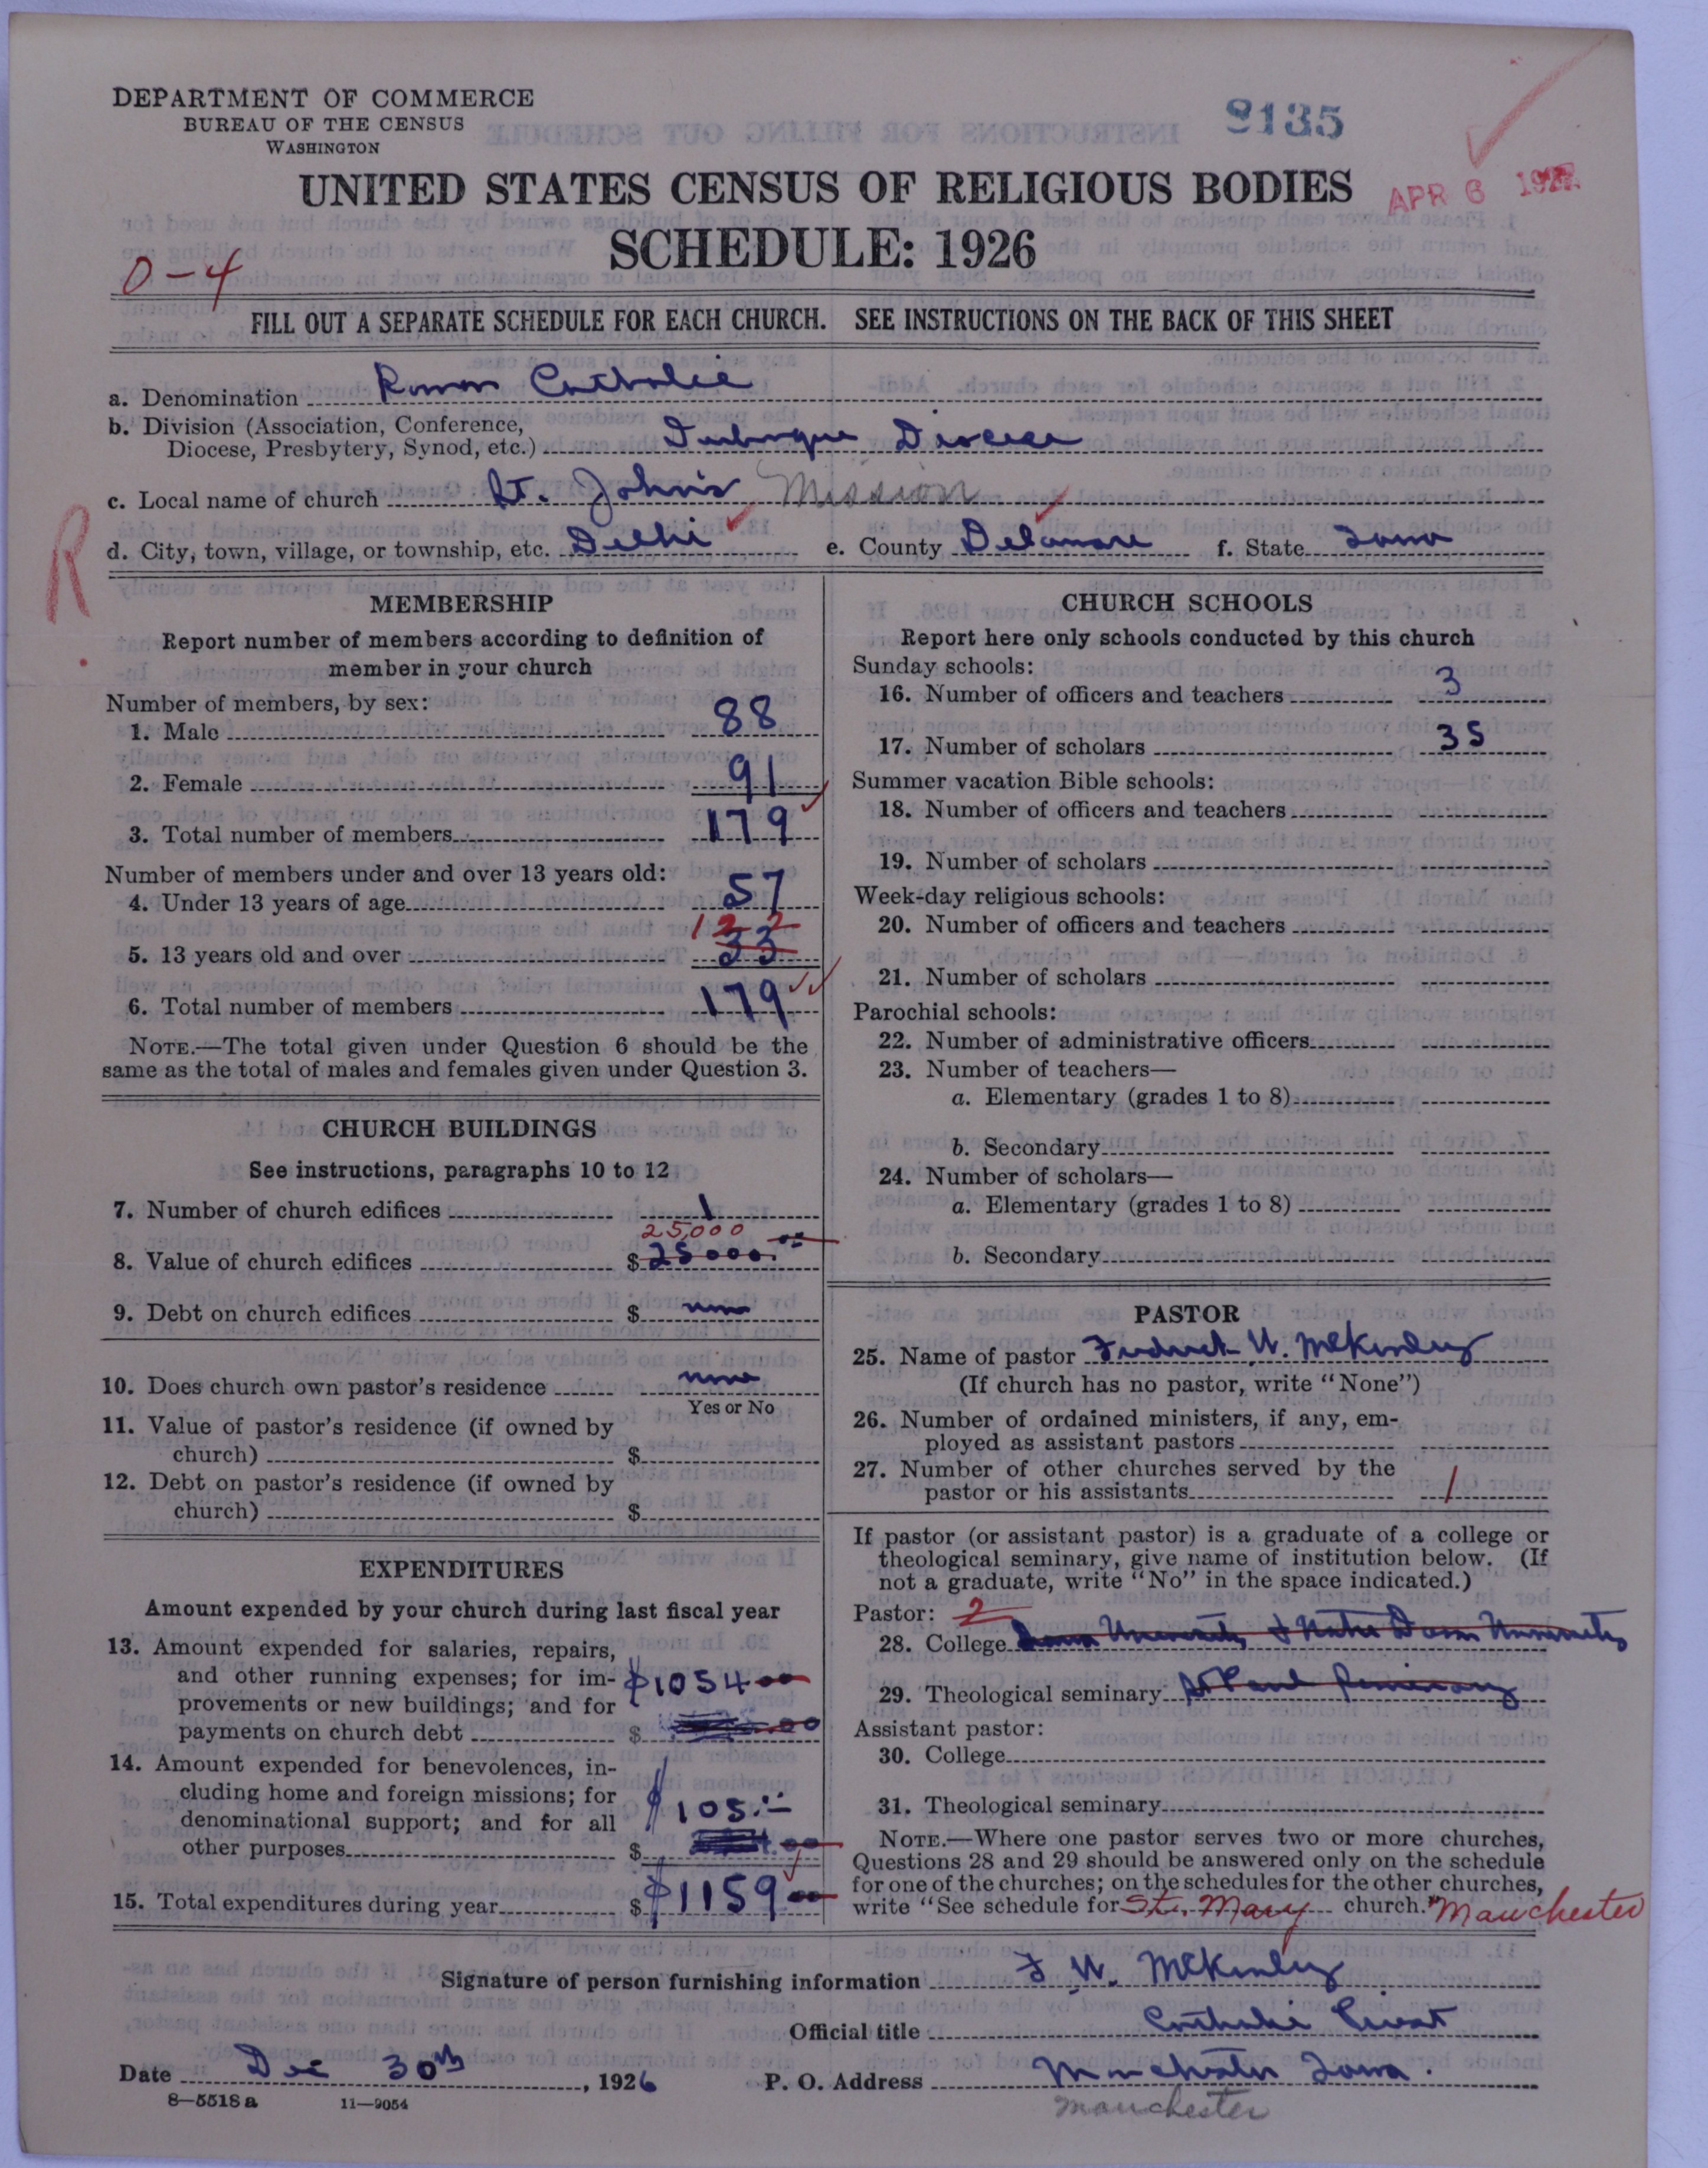 DEPARTMENT OF COMMERCE
BUREAU OF THE CENSUS
WASHINGTON
8135
APR 6 1927
UNITED STATES CENSUS OF RELIGIOUS BODIES
SCHEDULE: 1926
0-4
FILL OUT A SEPARATE SCHEDULE FOR EACH CHURCH. SEE INSTRUCTIONS ON THE BACK OF THIS SHEET
a. Denomination Roman Catholic
b. Division (Association, Conference,
Diocese, Presbytery, Synod, etc.) Dubuque Diocese
c. Local name of church St. John's Mission
d. City, town, village, or township, etc. Delhi e. County Delaware f. State Iowa
R
MEMBERSHIP
Report number of members according to definition of
member in your church
Number of members, by sex:
1. Male 88
2. Female 91
3. Total number of members 179
Number of members under and over 13 years old:
4. Under 13 years of age 57
122
5. 13 years old and over 33
6. Total number of members 179
NOTE.—The total given under Question 6 should be the
same as the total of males and females given under Question 3.
CHURCH BUILDINGS
See instructions, paragraphs 10 to 12
7. Number of church edifices 1
25,000
8. Value of church edifices $25000.00
9. Debt on church edifices $ none
10. Does church own pastor's residence none
Yes or No
11. Value of pastor's residence (if owned by
church) $
12. Debt on pastor's residence (if owned by
church) $
EXPENDITURES
Amount expended by your church during last fiscal year
13. Amount expended for salaries, repairs,
and other running expenses; for im-
provements or new buildings; and for
payments on church debt $
$1054.00
14. Amount expended for benevolences, in-
cluding home and foreign missions; for
denominational support; and for all
other purposes $
$105.—
15. Total expenditures during year $ $1159.00
CHURCH SCHOOLS
Report here only schools conducted by this church
Sunday schools:
16. Number of officers and teachers 3
17. Number of scholars 35
Summer vacation Bible schools:
18. Number of officers and teachers
19. Number of scholars
Week-day religious schools:
20. Number of officers and teachers
21. Number of scholars
Parochial schools:
22. Number of administrative officers
23. Number of teachers—
a. Elementary (grades 1 to 8)
b. Secondary
24. Number of scholars—
a. Elementary (grades 1 to 8)
b. Secondary
PASTOR
25. Name of pastor Fredrick W. McKinley
(If church has no pastor, write "None")
26. Number of ordained ministers, if any, em-
ployed as assistant pastors
27. Number of other churches served by the
pastor or his assistants 1
If pastor (or assistant pastor) is a graduate of a college or
theological seminary, give name of institution below. (If
not a graduate, write "No" in the space indicated.)
Pastor: 2
28. College Iowa University & Notre Dame University
29. Theological seminary St Paul Seminary
Assistant pastor:
30. College
31. Theological seminary
NOTE.—Where one pastor serves two or more churches,
Questions 28 and 29 should be answered only on the schedule
for one of the churches; on the schedules for the other churches,
write "See schedule for St. Mary church." Manchester
Signature of person furnishing information F W. McKinley
Official title Catholic Priest
Date Dec 30th, 1926 P. O. Address Manchester Iowa.
Manchester
8—5518 a 11—9054